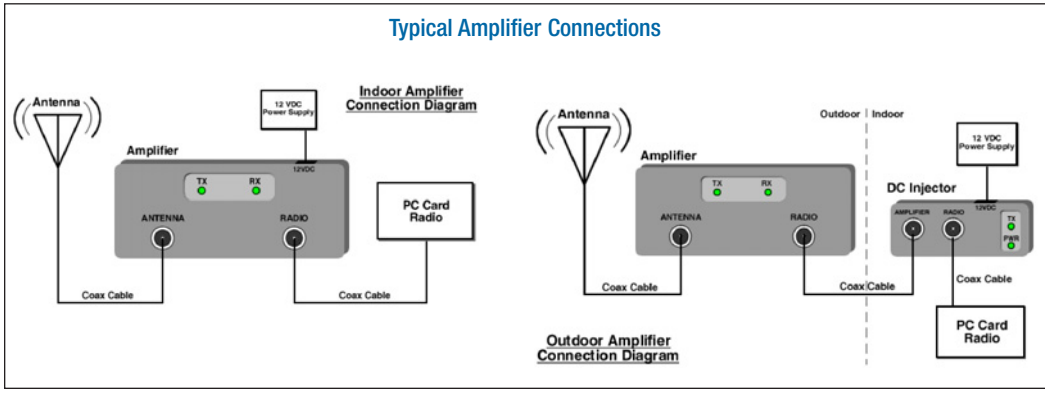 Typical Amplifier Connections
Antenna
Indoor Amplifier
Connection Diagram
12 VDC
Power Supply
Amplifier
12VDC
TX
RX
ANTENNA
RADIO
PC Card
Radio
Coax Cable
Coax Cable
Antenna
Outdoor
Indoor
Amplifier
12 VDC
Power Supply
TX
RX
DC Injector
ANTENNA
RADIO
AMPLIFIER
RADIO
12VDC
TX
PWR
Coax Cable
Coax Cable
Coax Cable
PC Card
Radio
Outdoor Amplifier
Connection Diagram